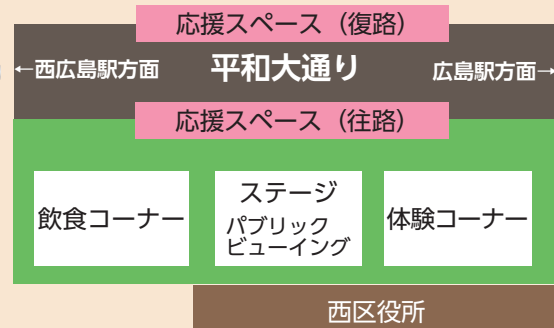 応援スペース（復路）
←西広島駅方面 平和大通り 広島駅方面→
応援スペース（往路）
飲食コーナー
ステージ
パブリック
ビューイング
体験コーナー
西区役所